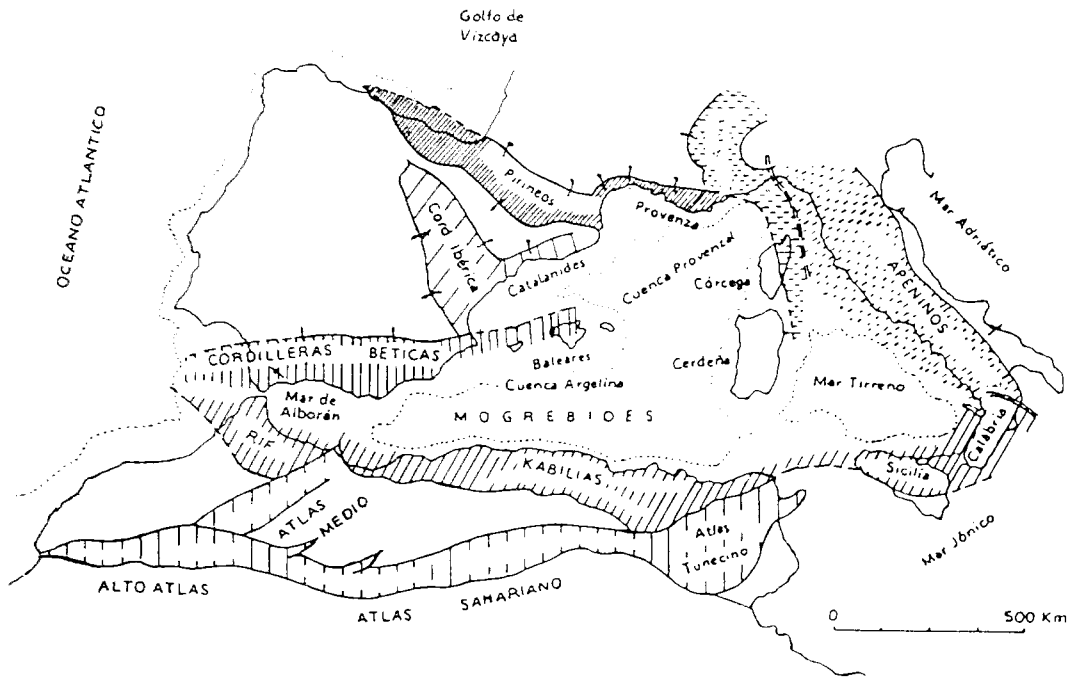 Golfo de
Vizcaya
OCEANO ATLANTICO
Pirineos
Provenza
Mar Adriático
Cord Ibérica
Catalanides
Cuenca Provenzal
Córcega
APENINOS
CORDILLERAS BETICAS
Baleares
Cuenca Argelina
Cerdeña
Mar Tirreno
Mar de
Alborán
MOGREBIDES
RIF
KABILIAS
Sicilia
Calabria
ATLAS
MEDIO
Atlas
Tunecino
Mar Jónico
ALTO ATLAS
ATLAS SAHARIANO
0 500 Km